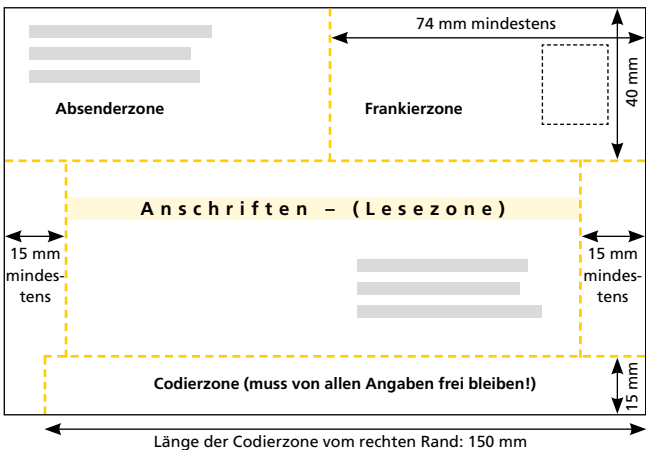 74 mm mindestens
40 mm
Absenderzone
Frankierzone
Anschriften – (Lesezone)
15 mm
mindes-
tens
15 mm
mindes-
tens
Codierzone (muss von allen Angaben frei bleiben!)
15 mm
Länge der Codierzone vom rechten Rand: 150 mm